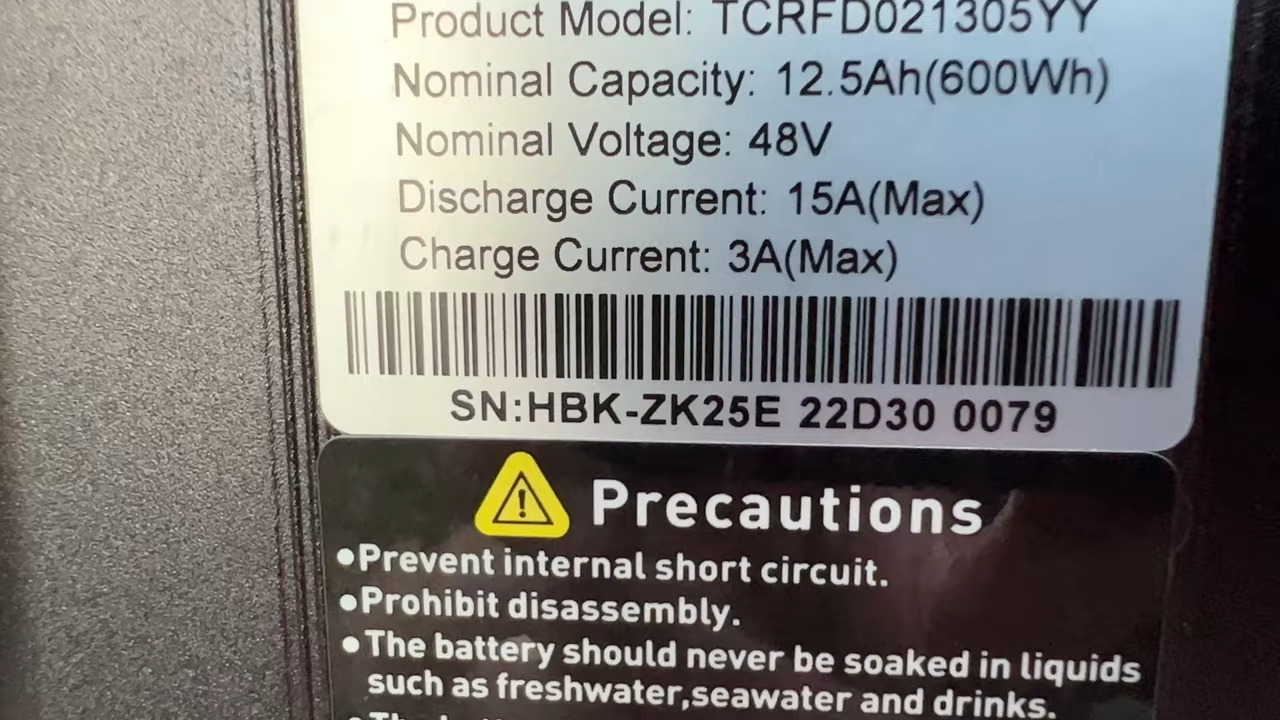 Product Model: TCRFD021305YY
Nominal Capacity: 12.5Ah(600Wh)
Nominal Voltage: 48V
Discharge Current: 15A(Max)
Charge Current: 3A(Max)
SN:HBK-ZK25E 22D30 0079
Precautions
•Prevent internal short circuit.
•Prohibit disassembly.
•The battery should never be soaked in liquids
such as freshwater,seawater and drinks.